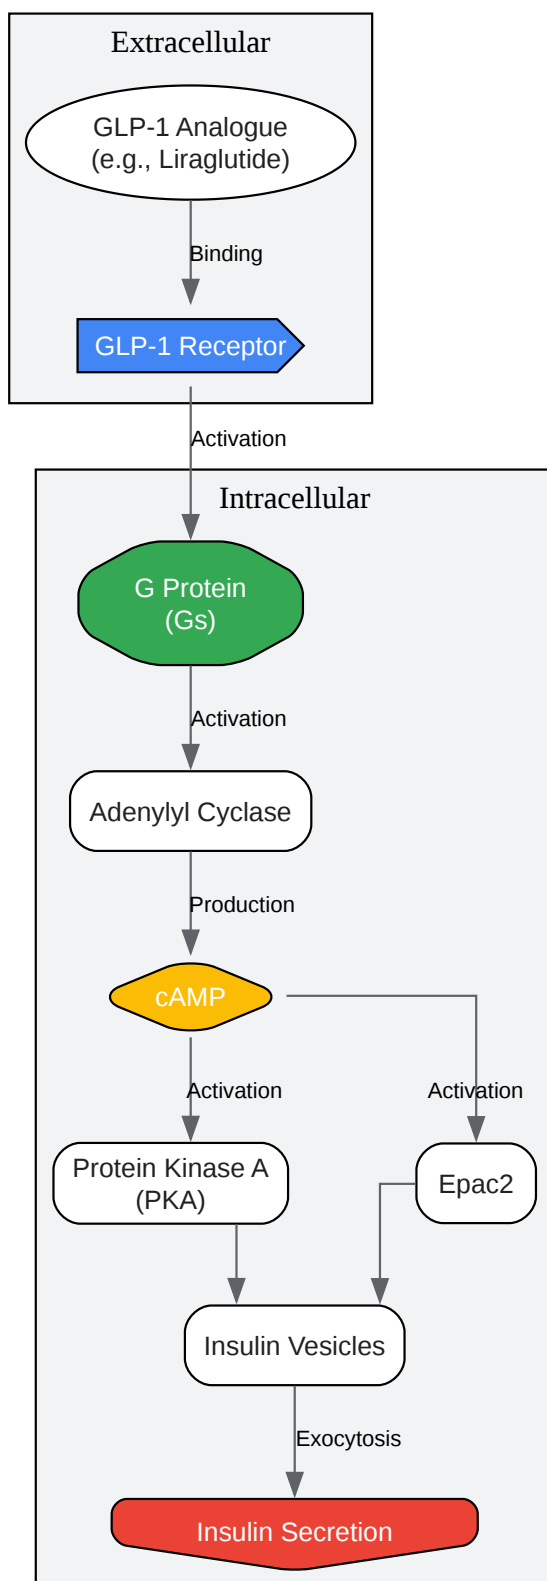 Extracellular
GLP-1 Analogue
(e.g., Liraglutide)
Binding
GLP-1 Receptor
Activation
Intracellular
G Protein
(Gs)
Activation
Adenylyl Cyclase
Production
cAMP
Activation
Activation
Protein Kinase A
(PKA)
Epac2
Insulin Vesicles
Exocytosis
Insulin Secretion